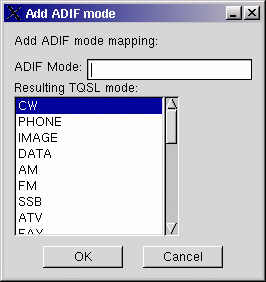 Add ADIF mode
Add ADIF mode mapping:
ADIF Mode:
Resulting TQSL mode:
CW
PHONE
IMAGE
DATA
AM
FM
SSB
ATV
FAX
OK
Cancel